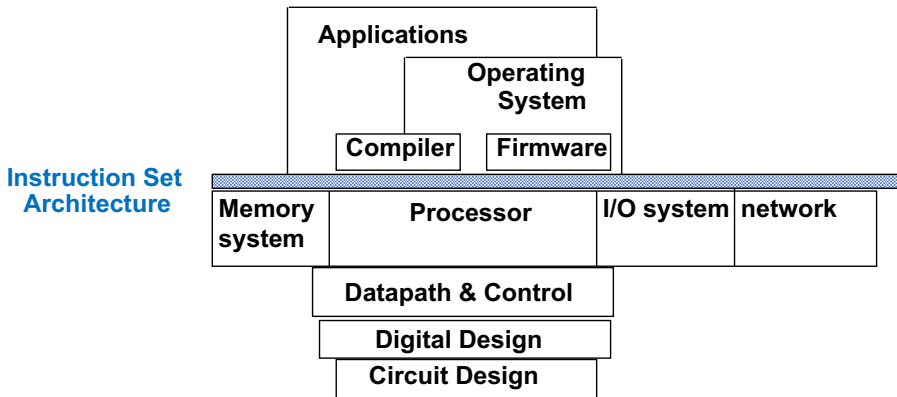 Applications
Operating
System
Compiler
Firmware
Instruction Set
Architecture
Memory
system
Processor
I/O system
network
Datapath & Control
Digital Design
Circuit Design